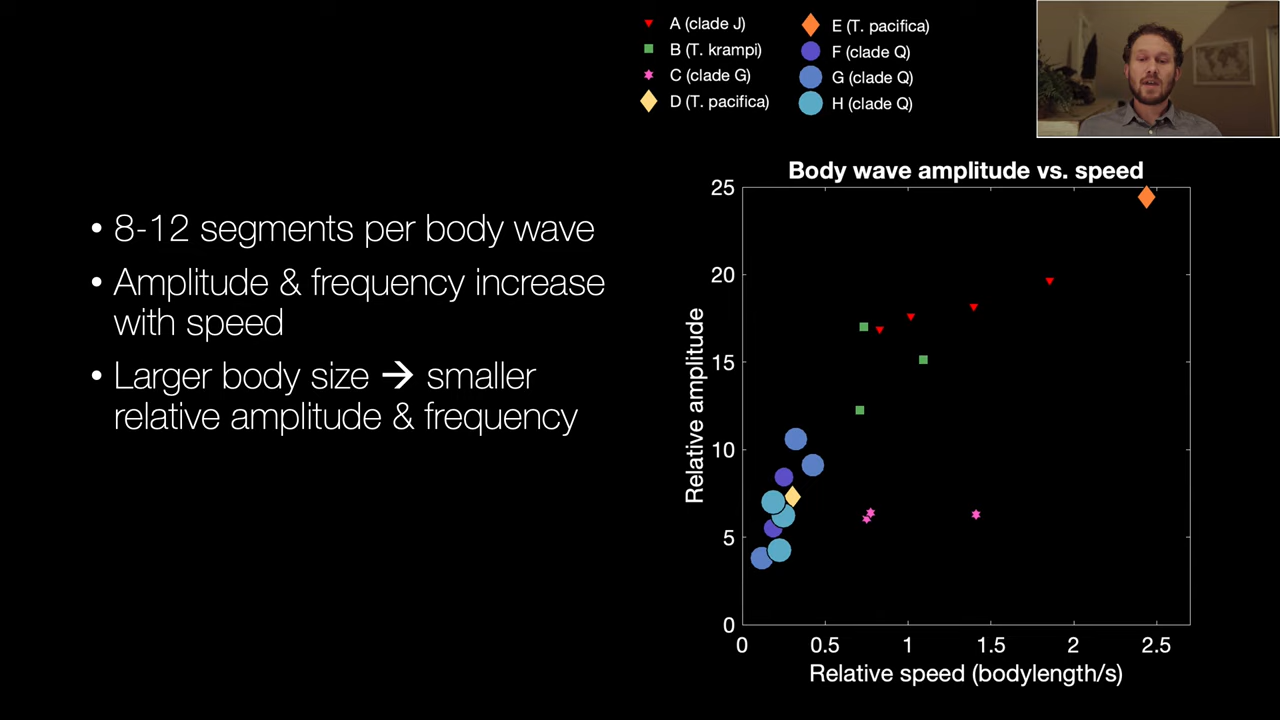 A (clade J)
B (T. krampi)
C (clade G)
D (T. pacifica)
E (T. pacifica)
F (clade Q)
G (clade Q)
H (clade Q)
• 8-12 segments per body wave
• Amplitude & frequency increase
with speed
• Larger body size → smaller
relative amplitude & frequency
Body wave amplitude vs. speed
Relative amplitude
25
20
15
10
5
0
0 0.5 1 1.5 2 2.5
Relative speed (bodylength/s)